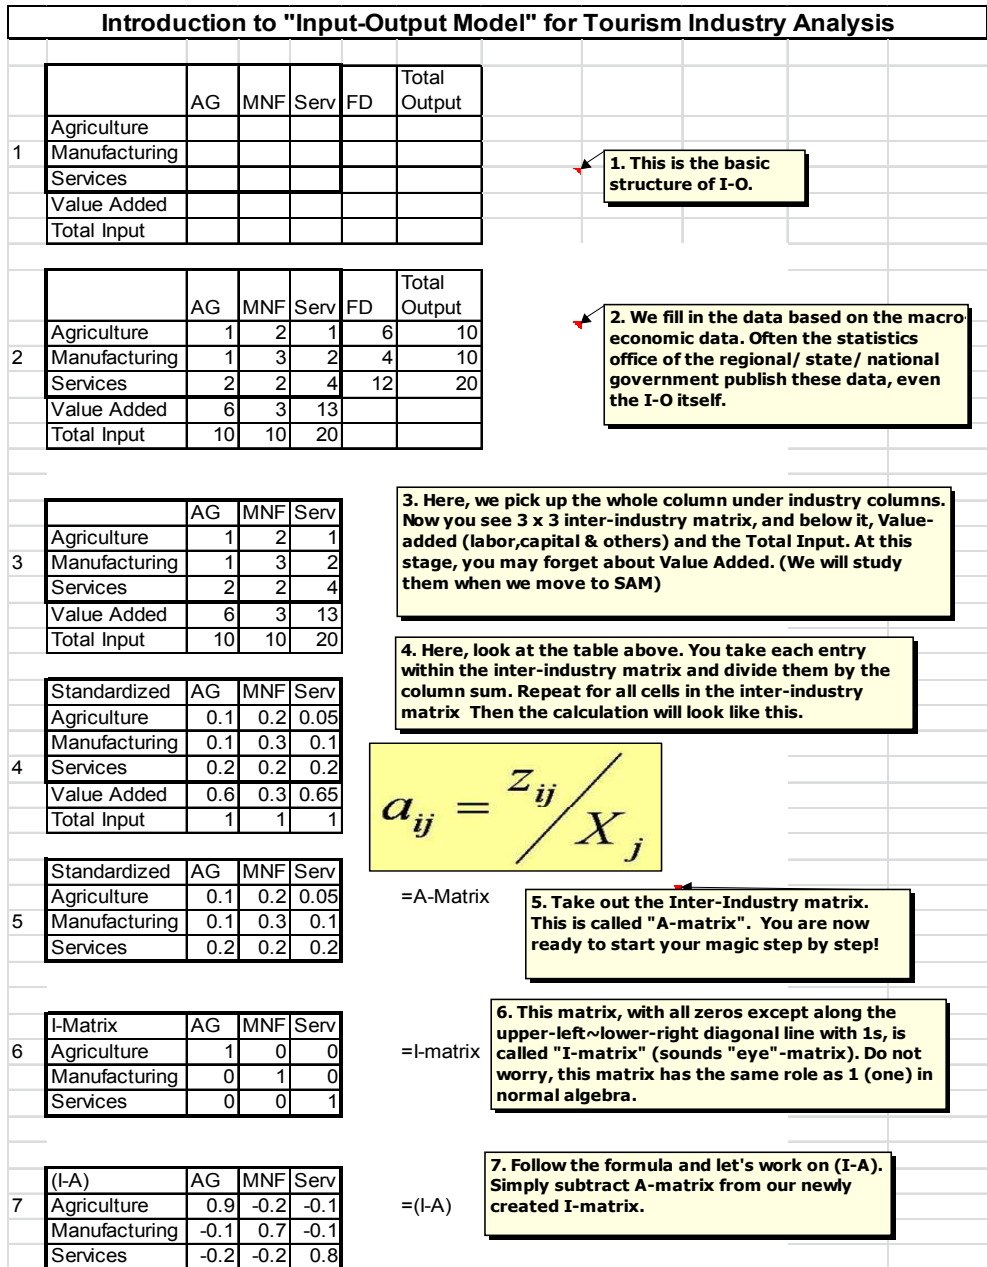 Introduction to "Input-Output Model" for Tourism Industry Analysis
Total
AG MNF Serv FD Output
Agriculture
1 Manufacturing
Services
Value Added
Total Input
1. This is the basic
structure of I-O.
Total
AG MNF Serv FD Output
Agriculture 1 2 1 6 10
2 Manufacturing 1 3 2 4 10
Services 2 2 4 12 20
Value Added 6 3 13
Total Input 10 10 20
2. We fill in the data based on the macro-
economic data. Often the statistics
office of the regional/ state/ national
government publish these data, even
the I-O itself.
AG MNF Serv
Agriculture 1 2 1
3 Manufacturing 1 3 2
Services 2 2 4
Value Added 6 3 13
Total Input 10 10 20
3. Here, we pick up the whole column under industry columns.
Now you see 3 x 3 inter-industry matrix, and below it, Value-
added (labor,capital & others) and the Total Input. At this
stage, you may forget about Value Added. (We will study
them when we move to SAM)
4. Here, look at the table above. You take each entry
within the inter-industry matrix and divide them by the
column sum. Repeat for all cells in the inter-industry
matrix Then the calculation will look like this.
Standardized AG MNF Serv
Agriculture 0.1 0.2 0.05
Manufacturing 0.1 0.3 0.1
4 Services 0.2 0.2 0.2
Value Added 0.6 0.3 0.65
Total Input 1 1 1
a_ij = z_ij / X_j
Standardized AG MNF Serv
Agriculture 0.1 0.2 0.05 =A-Matrix
5 Manufacturing 0.1 0.3 0.1
Services 0.2 0.2 0.2
5. Take out the Inter-Industry matrix.
This is called "A-matrix". You are now
ready to start your magic step by step!
I-Matrix AG MNF Serv
6 Agriculture 1 0 0 =I-matrix
Manufacturing 0 1 0
Services 0 0 1
6. This matrix, with all zeros except along the
upper-left~lower-right diagonal line with 1s, is
called "I-matrix" (sounds "eye"-matrix). Do not
worry, this matrix has the same role as 1 (one) in
normal algebra.
(I-A) AG MNF Serv
7 Agriculture 0.9 -0.2 -0.1 =(I-A)
Manufacturing -0.1 0.7 -0.1
Services -0.2 -0.2 0.8
7. Follow the formula and let's work on (I-A).
Simply subtract A-matrix from our newly
created I-matrix.